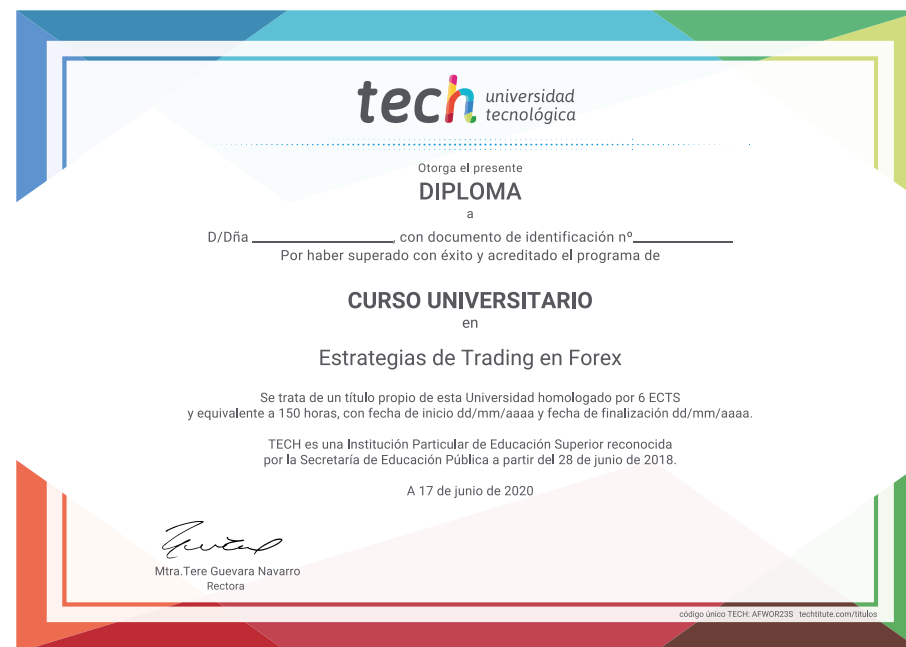 tech universidad
tecnológica
Otorga el presente
DIPLOMA
a
D/Dña ____________________, con documento de identificación nº______________
Por haber superado con éxito y acreditado el programa de
CURSO UNIVERSITARIO
en
Estrategias de Trading en Forex
Se trata de un título propio de esta Universidad homologado por 6 ECTS
y equivalente a 150 horas, con fecha de inicio dd/mm/aaaa y fecha de finalización dd/mm/aaaa.
TECH es una Institución Particular de Educación Superior reconocida
por la Secretaría de Educación Pública a partir del 28 de junio de 2018.
A 17 de junio de 2020
Mtra.Tere Guevara Navarro
Rectora
código único TECH: AFWOR23S techtitute.com/titulos